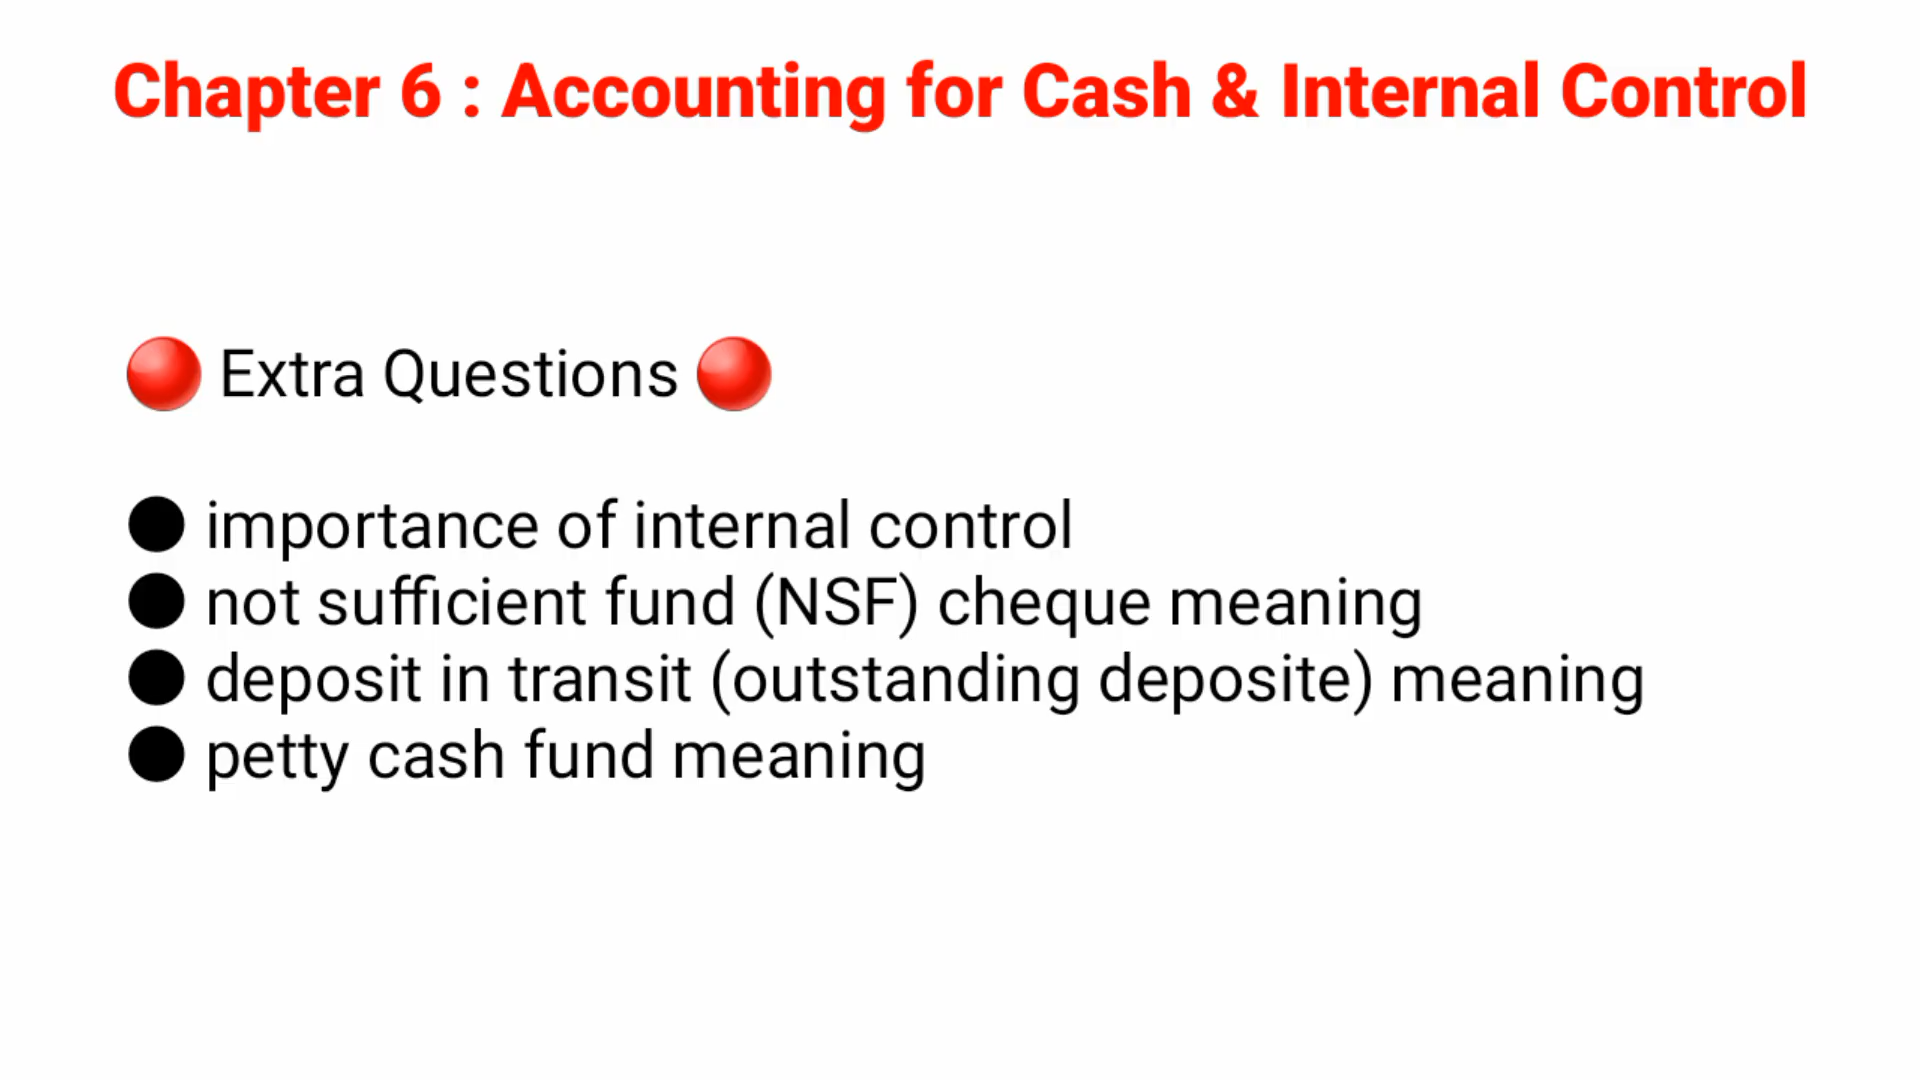 Chapter 6 : Accounting for Cash & Internal Control
🔴 Extra Questions 🔴
● importance of internal control
● not sufficient fund (NSF) cheque meaning
● deposit in transit (outstanding deposite) meaning
● petty cash fund meaning